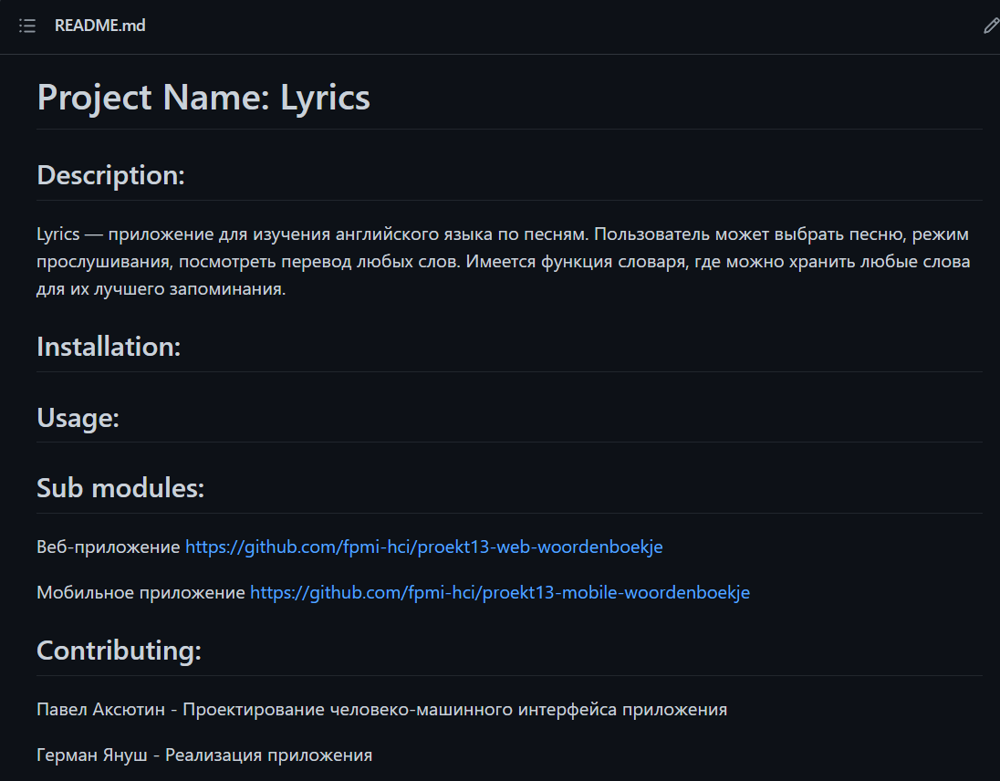 README.md
Project Name: Lyrics
Description:
Lyrics — приложение для изучения английского языка по песням. Пользователь может выбрать песню, режим
прослушивания, посмотреть перевод любых слов. Имеется функция словаря, где можно хранить любые слова
для их лучшего запоминания.
Installation:
Usage:
Sub modules:
Веб-приложение https://github.com/fpmi-hci/proekt13-web-woordenboekje
Мобильное приложение https://github.com/fpmi-hci/proekt13-mobile-woordenboekje
Contributing:
Павел Аксютин - Проектирование человеко-машинного интерфейса приложения
Герман Януш - Реализация приложения